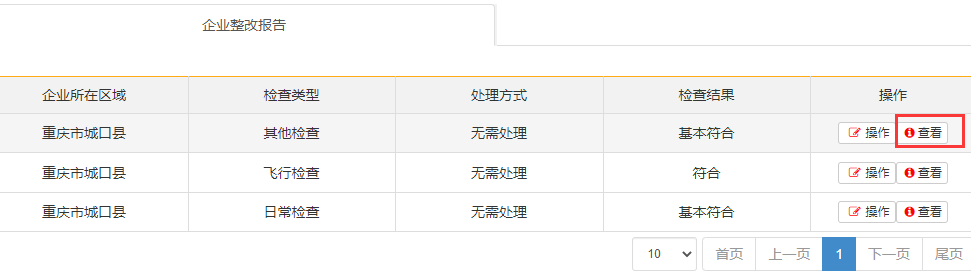 企业整改报告
企业所在区域 检查类型 处理方式 检查结果 操作
重庆市城口县 其他检查 无需处理 基本符合 操作 查看
重庆市城口县 飞行检查 无需处理 符合 操作 查看
重庆市城口县 日常检查 无需处理 基本符合 操作 查看
10 首页 上一页 1 下一页 尾页